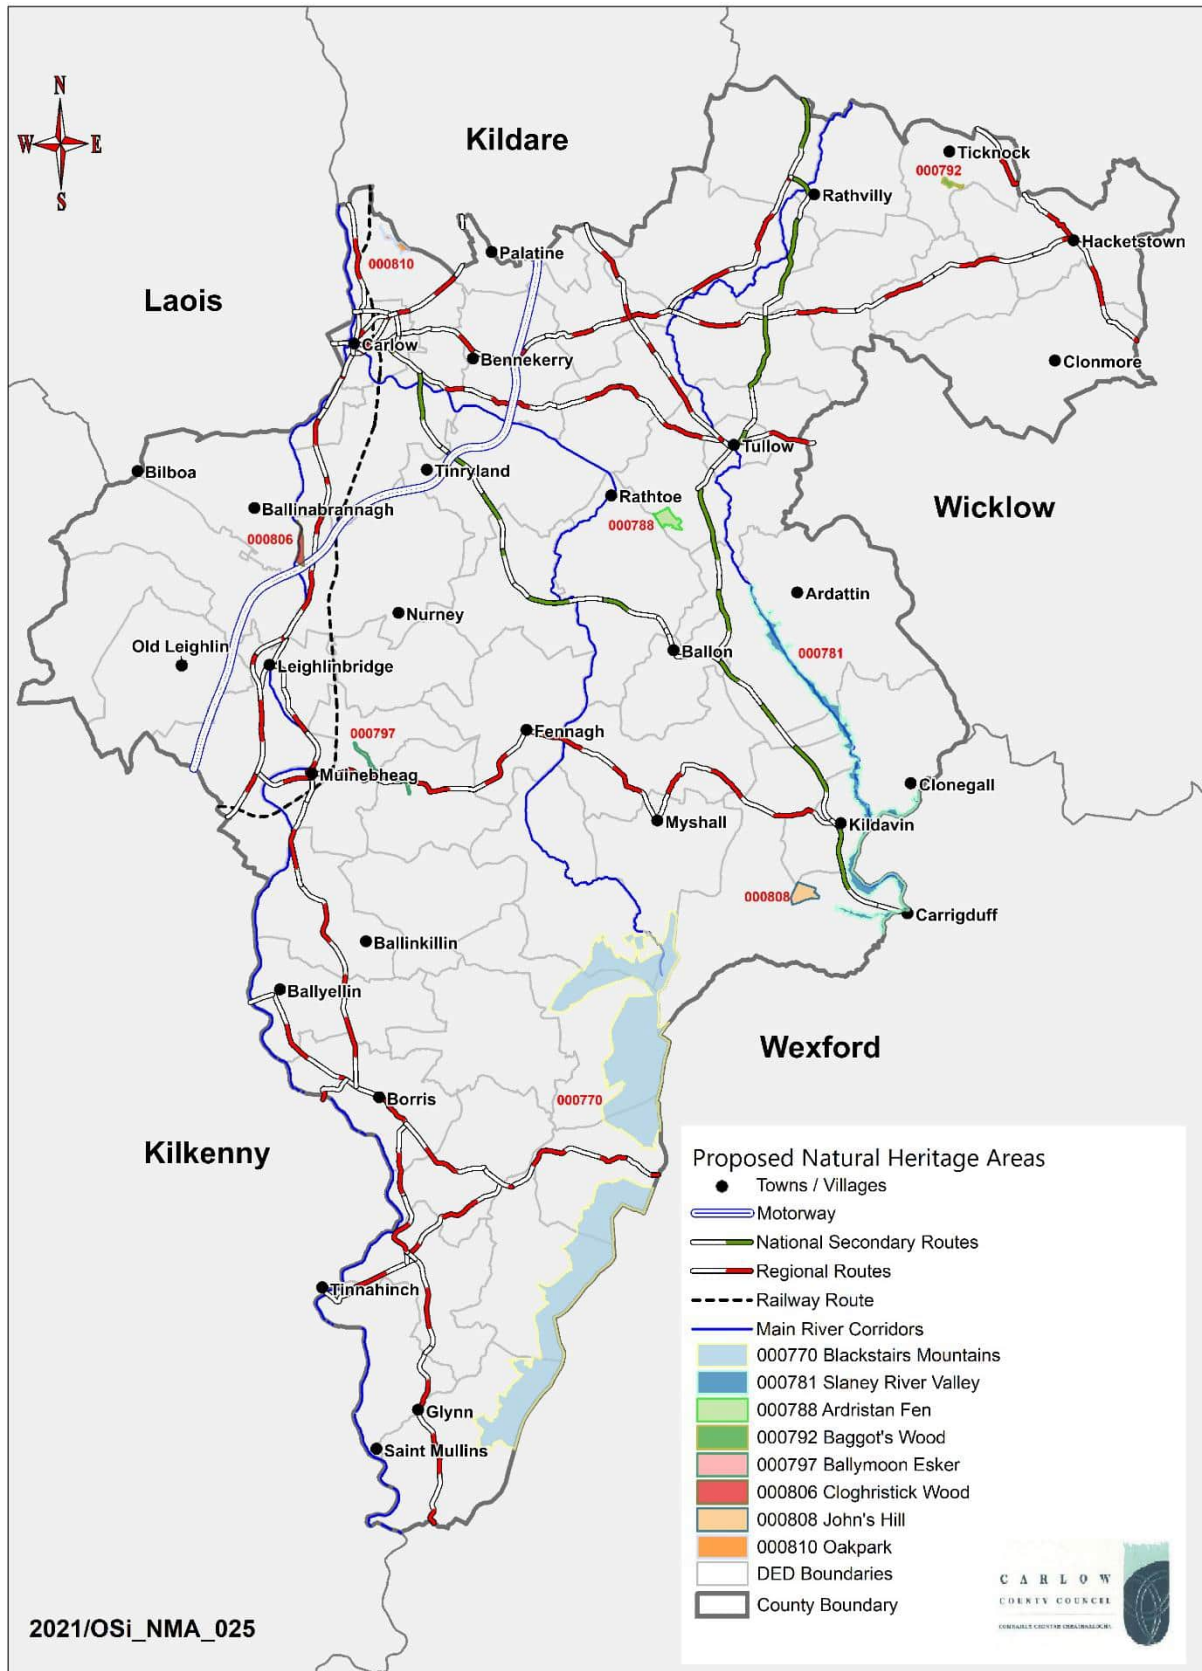 N
W E
S
Kildare
Laois
Wicklow
Wexford
Kilkenny
Ticknock
000792
Rathvilly
Hacketstown
Palatine
000810
Carlow
Bennekerry
Clonmore
Tullow
Bilboa
Tinryland
Rathtoe
Ballinabrannagh
000788
000806
Ardattin
Nurney
Old Leighlin
Ballon
000781
Leighlinbridge
000797
Fennagh
Muinebheag
Clonegall
Myshall
Kildavin
000808
Carrigduff
Ballinkillin
Ballyellin
Borris
000770
Tinnahinch
Glynn
Saint Mullins
Proposed Natural Heritage Areas
Towns / Villages
Motorway
National Secondary Routes
Regional Routes
Railway Route
Main River Corridors
000770 Blackstairs Mountains
000781 Slaney River Valley
000788 Ardristan Fen
000792 Baggot's Wood
000797 Ballymoon Esker
000806 Cloghristick Wood
000808 John's Hill
000810 Oakpark
DED Boundaries
County Boundary
CARLOW
COUNTY COUNCIL
2021/OSi_NMA_025